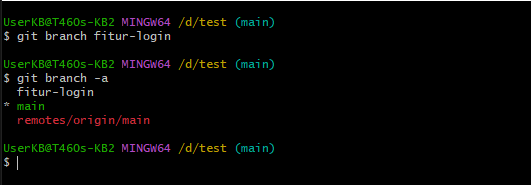 UserKB@T460s-KB2 MINGW64 /d/test (main)
$ git branch fitur-login
UserKB@T460s-KB2 MINGW64 /d/test (main)
$ git branch -a
  fitur-login
* main
  remotes/origin/main
UserKB@T460s-KB2 MINGW64 /d/test (main)
$